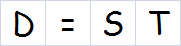 D = S T